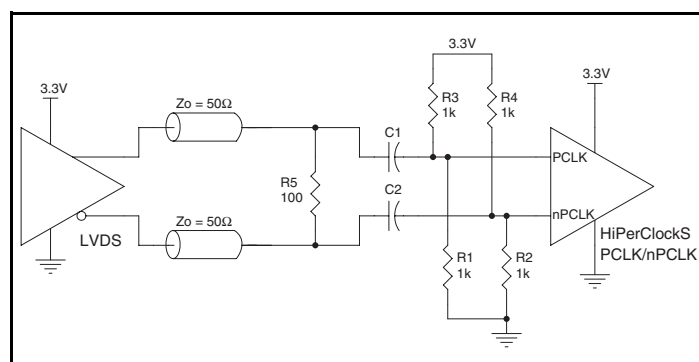 3.3V
3.3V
3.3V
Zo = 50Ω
R3
1k
R4
1k
C1
PCLK
R5
100
C2
nPCLK
Zo = 50Ω
LVDS
R1
1k
R2
1k
HiPerClockS
PCLK/nPCLK